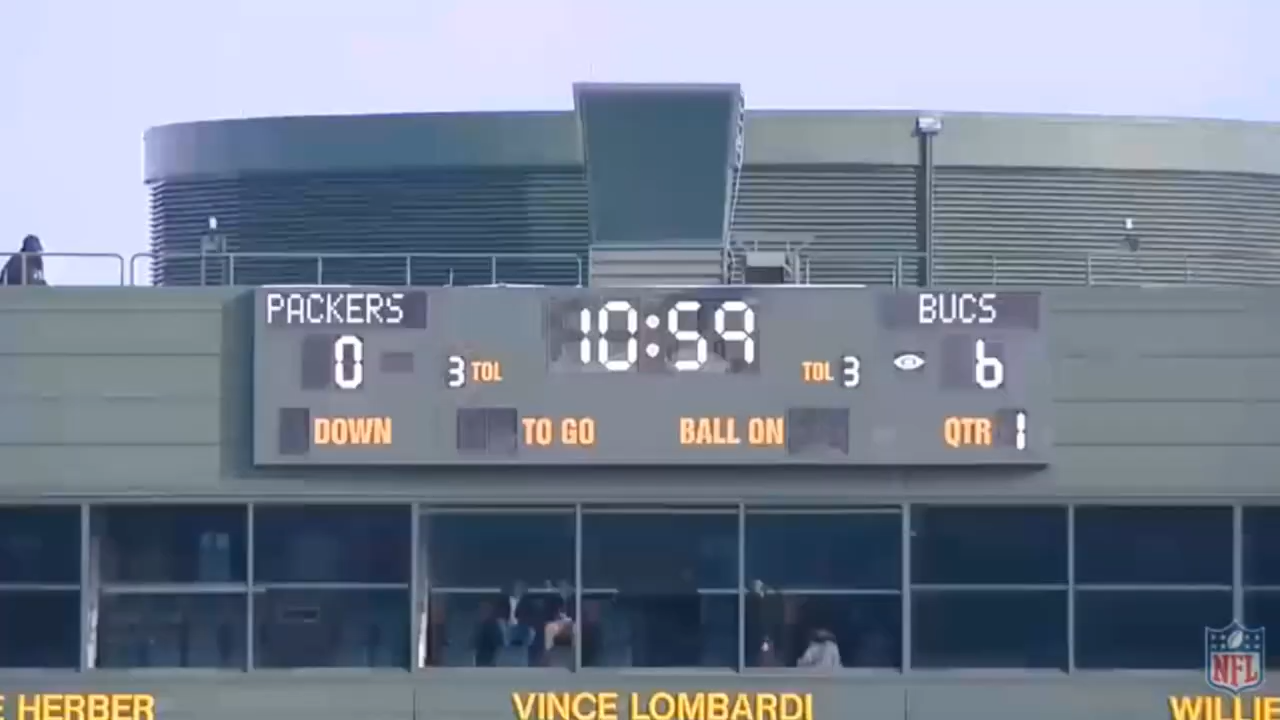 PACKERS 10:59 BUCS
0 3 TOL TOL 3 6
DOWN TO GO BALL ON QTR 1
HERBER VINCE LOMBARDI WILLIE
NFL